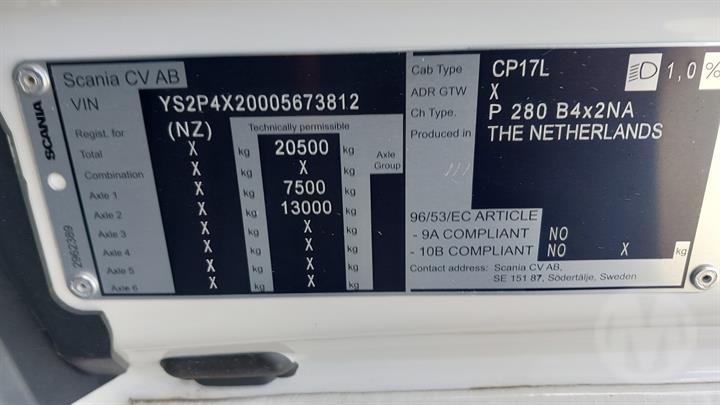 SCANIA
2962389
Scania CV AB
VIN YS2P4X20005673812
Regist. for (NZ) Technically permissible
Total X kg 20500 kg Axle Group
Combination X kg X kg
Axle 1 X kg 7500 kg
Axle 2 X kg 13000 kg
Axle 3 X kg X kg
Axle 4 X kg X kg
Axle 5 X kg X kg
Axle 6 X kg X kg
Cab Type CP17L 1,0%
ADR GTW X
Ch Type. P 280 B4x2NA
Produced in THE NETHERLANDS
96/53/EC ARTICLE
- 9A COMPLIANT NO
- 10B COMPLIANT NO X kg
Contact address: Scania CV AB,
SE 151 87, Södertälje, Sweden